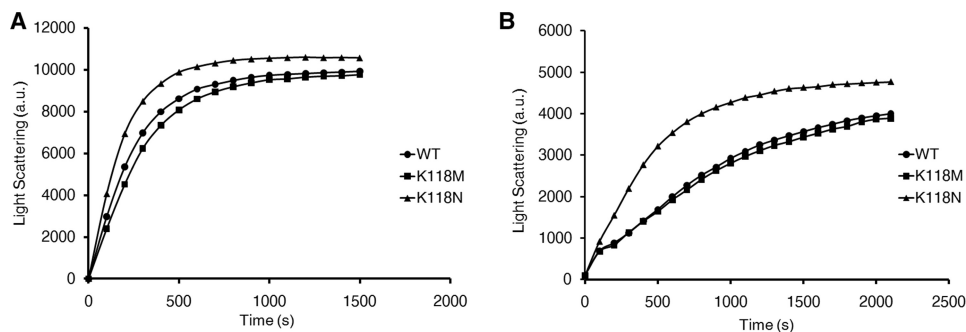 A
12000
10000
8000
6000
4000
2000
0
0 500 1000 1500 2000
Light Scattering (a.u.)
Time (s)
WT
K118M
K118N
B
6000
5000
4000
3000
2000
1000
0
0 500 1000 1500 2000 2500
Light Scattering (a.u.)
Time (s)
WT
K118M
K118N